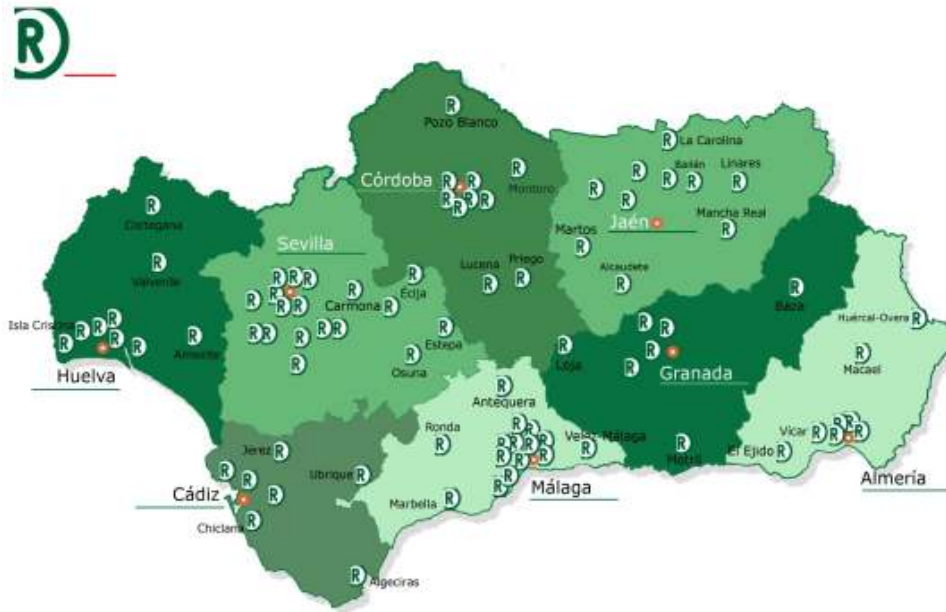 R
Pozo Blanco
La Carolina
Córdoba
Montoro
Bailén
Linares
Cortegana
Jaén
Mancha Real
Sevilla
Martos
Valverde
Lucena
Priego
Alcaudete
Écija
Carmona
Baza
Isla Cristina
Huércal-Overa
Almonte
Estepa
Osuna
Loja
Granada
Macael
Huelva
Antequera
Ronda
Velez-Málaga
Motril
Vícar
El Ejido
Jerez
Ubrique
Cádiz
Marbella
Málaga
Almería
Chiclana
Algeciras